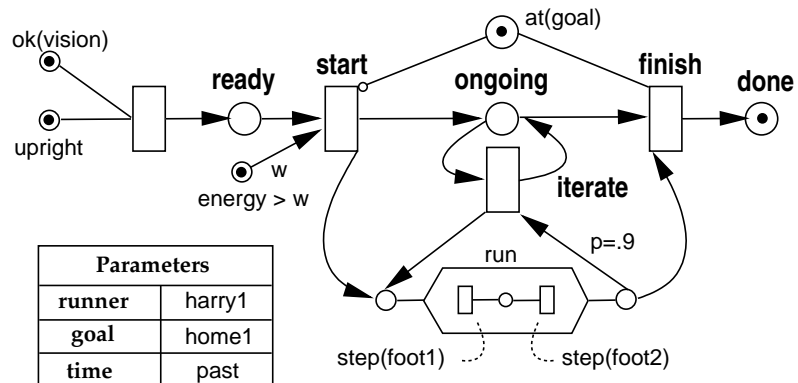 at(goal)
ok(vision)
ready
start
ongoing
finish
done
upright
w
energy > w
iterate
p=.9
run
Parameters
runner harry1
goal home1
time past
step(foot1) step(foot2)